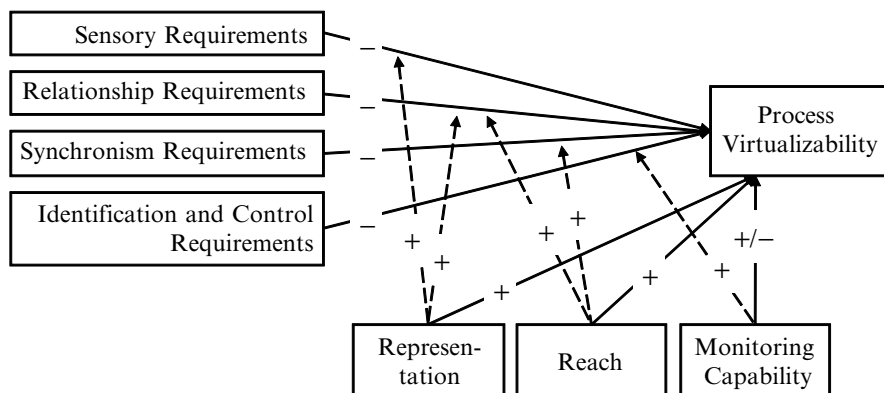 Sensory Requirements
Relationship Requirements
Synchronism Requirements
Identification and Control
Requirements
–
–
–
–
Process
Virtualizability
+
+
+
+
+
+
+
+/–
Represen-
tation
Reach
Monitoring
Capability